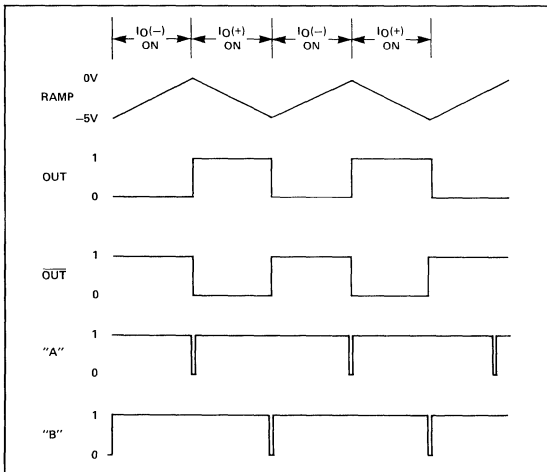 IO(−) IO(+) IO(−) IO(+)
ON ON ON ON
0V
RAMP
−5V
1
OUT
0
1
OUT
0
1
"A"
0
1
"B"
0